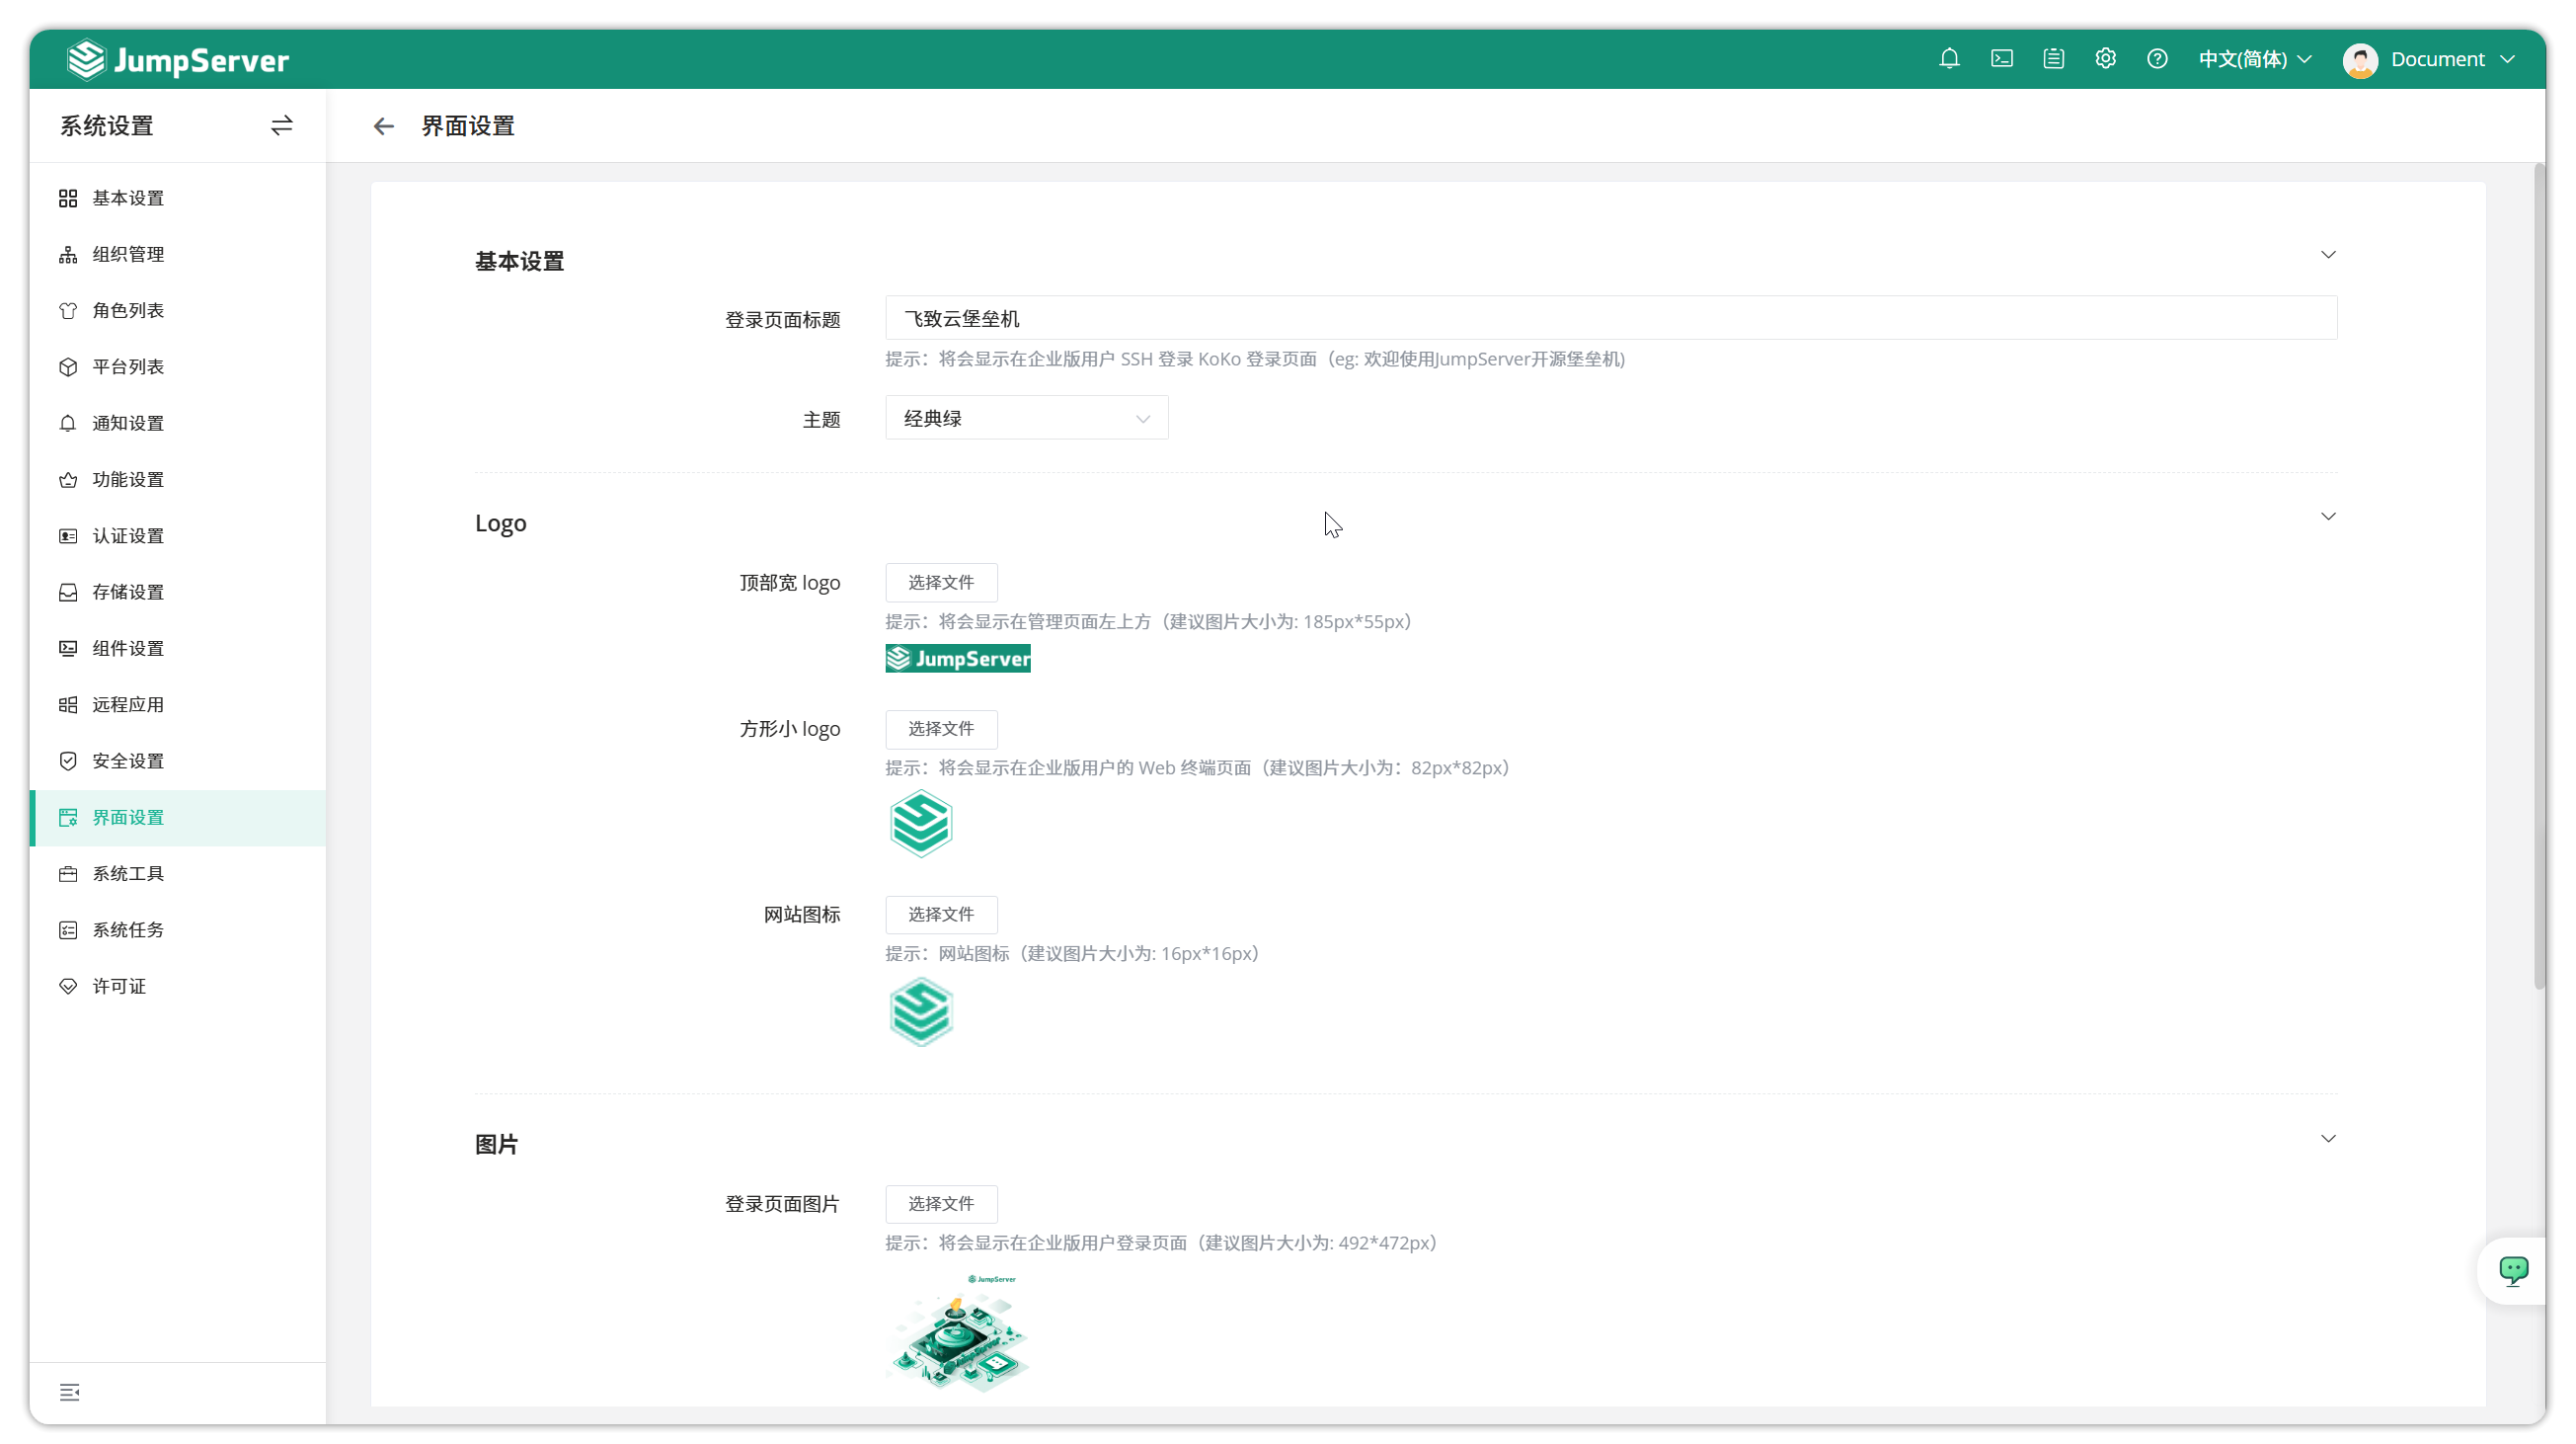 JumpServer
中文(简体)
Document
系统设置
界面设置
基本设置
组织管理
角色列表
平台列表
通知设置
功能设置
认证设置
存储设置
组件设置
远程应用
安全设置
界面设置
系统工具
系统任务
许可证
基本设置
登录页面标题
飞致云堡垒机
提示：将会显示在企业版用户 SSH 登录 KoKo 登录页面（eg: 欢迎使用JumpServer开源堡垒机)
主题
经典绿
Logo
顶部宽 logo
选择文件
提示：将会显示在管理页面左上方（建议图片大小为: 185px*55px）
JumpServer
方形小 logo
选择文件
提示：将会显示在企业版用户的 Web 终端页面（建议图片大小为：82px*82px）
网站图标
选择文件
提示：网站图标（建议图片大小为: 16px*16px）
图片
登录页面图片
选择文件
提示：将会显示在企业版用户登录页面（建议图片大小为: 492*472px）
JumpServer